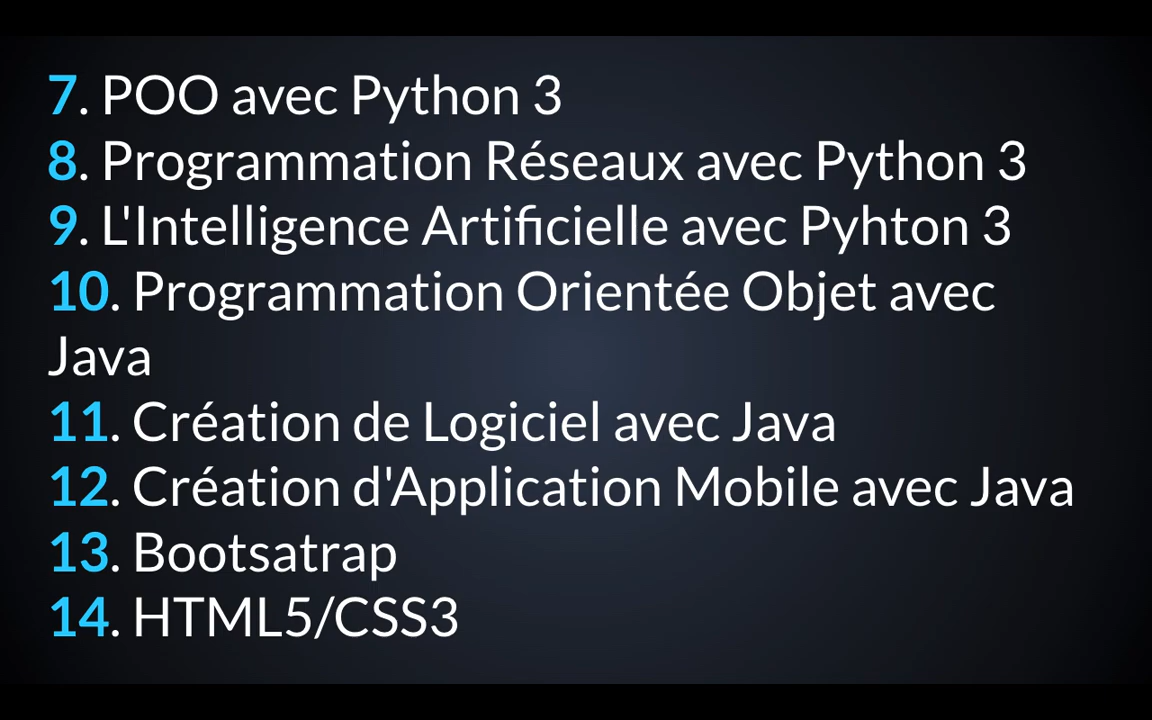 7. POO avec Python 3
8. Programmation Réseaux avec Python 3
9. L'Intelligence Artificielle avec Pyhton 3
10. Programmation Orientée Objet avec
Java
11. Création de Logiciel avec Java
12. Création d'Application Mobile avec Java
13. Bootsatrap
14. HTML5/CSS3